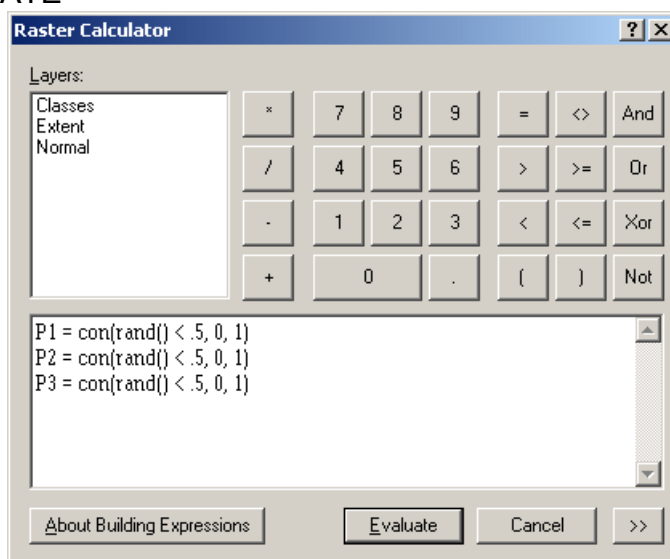 Raster Calculator ? X
Layers:
Classes
Extent
Normal
* 7 8 9 = <> And
/ 4 5 6 > >= Or
- 1 2 3 < <= Xor
+ 0 . ( ) Not
P1 = con(rand() < .5, 0, 1)
P2 = con(rand() < .5, 0, 1)
P3 = con(rand() < .5, 0, 1)
About Building Expressions Evaluate Cancel >>